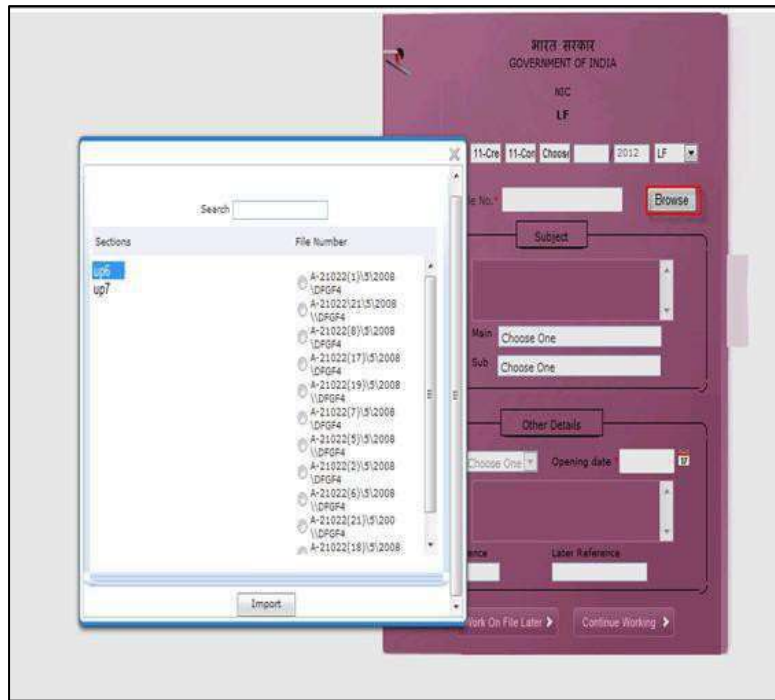 भारत सरकार
GOVERNMENT OF INDIA
NIC
LF
11-Cre 11-Con Choose 2012 LF
No.*
Browse
Search
Sections File Number
up6
up7
A-21022(1)\5\2008
\DFGF4
A-21022\21\5\2008
\\DFGF4
A-21022(8)\5\2008
\DFGF4
A-21022(17)\5\2008
\\DFGF4
A-21022(19)\5\2008
\\DFGF4
A-21022(7)\5\2008
\DFGF4
A-21022(5)\5\2008
\\DFGF4
A-21022(2)\5\2008
\DFGF4
A-21022(6)\5\2008
\\DFGF4
A-21022(21)\5\200
\\DFGF4
A-21022(18)\5\2008
Import
Subject
Main Choose One
Sub Choose One
Other Details
Choose One Opening date *
Later Reference
Work On File Later
Continue Working